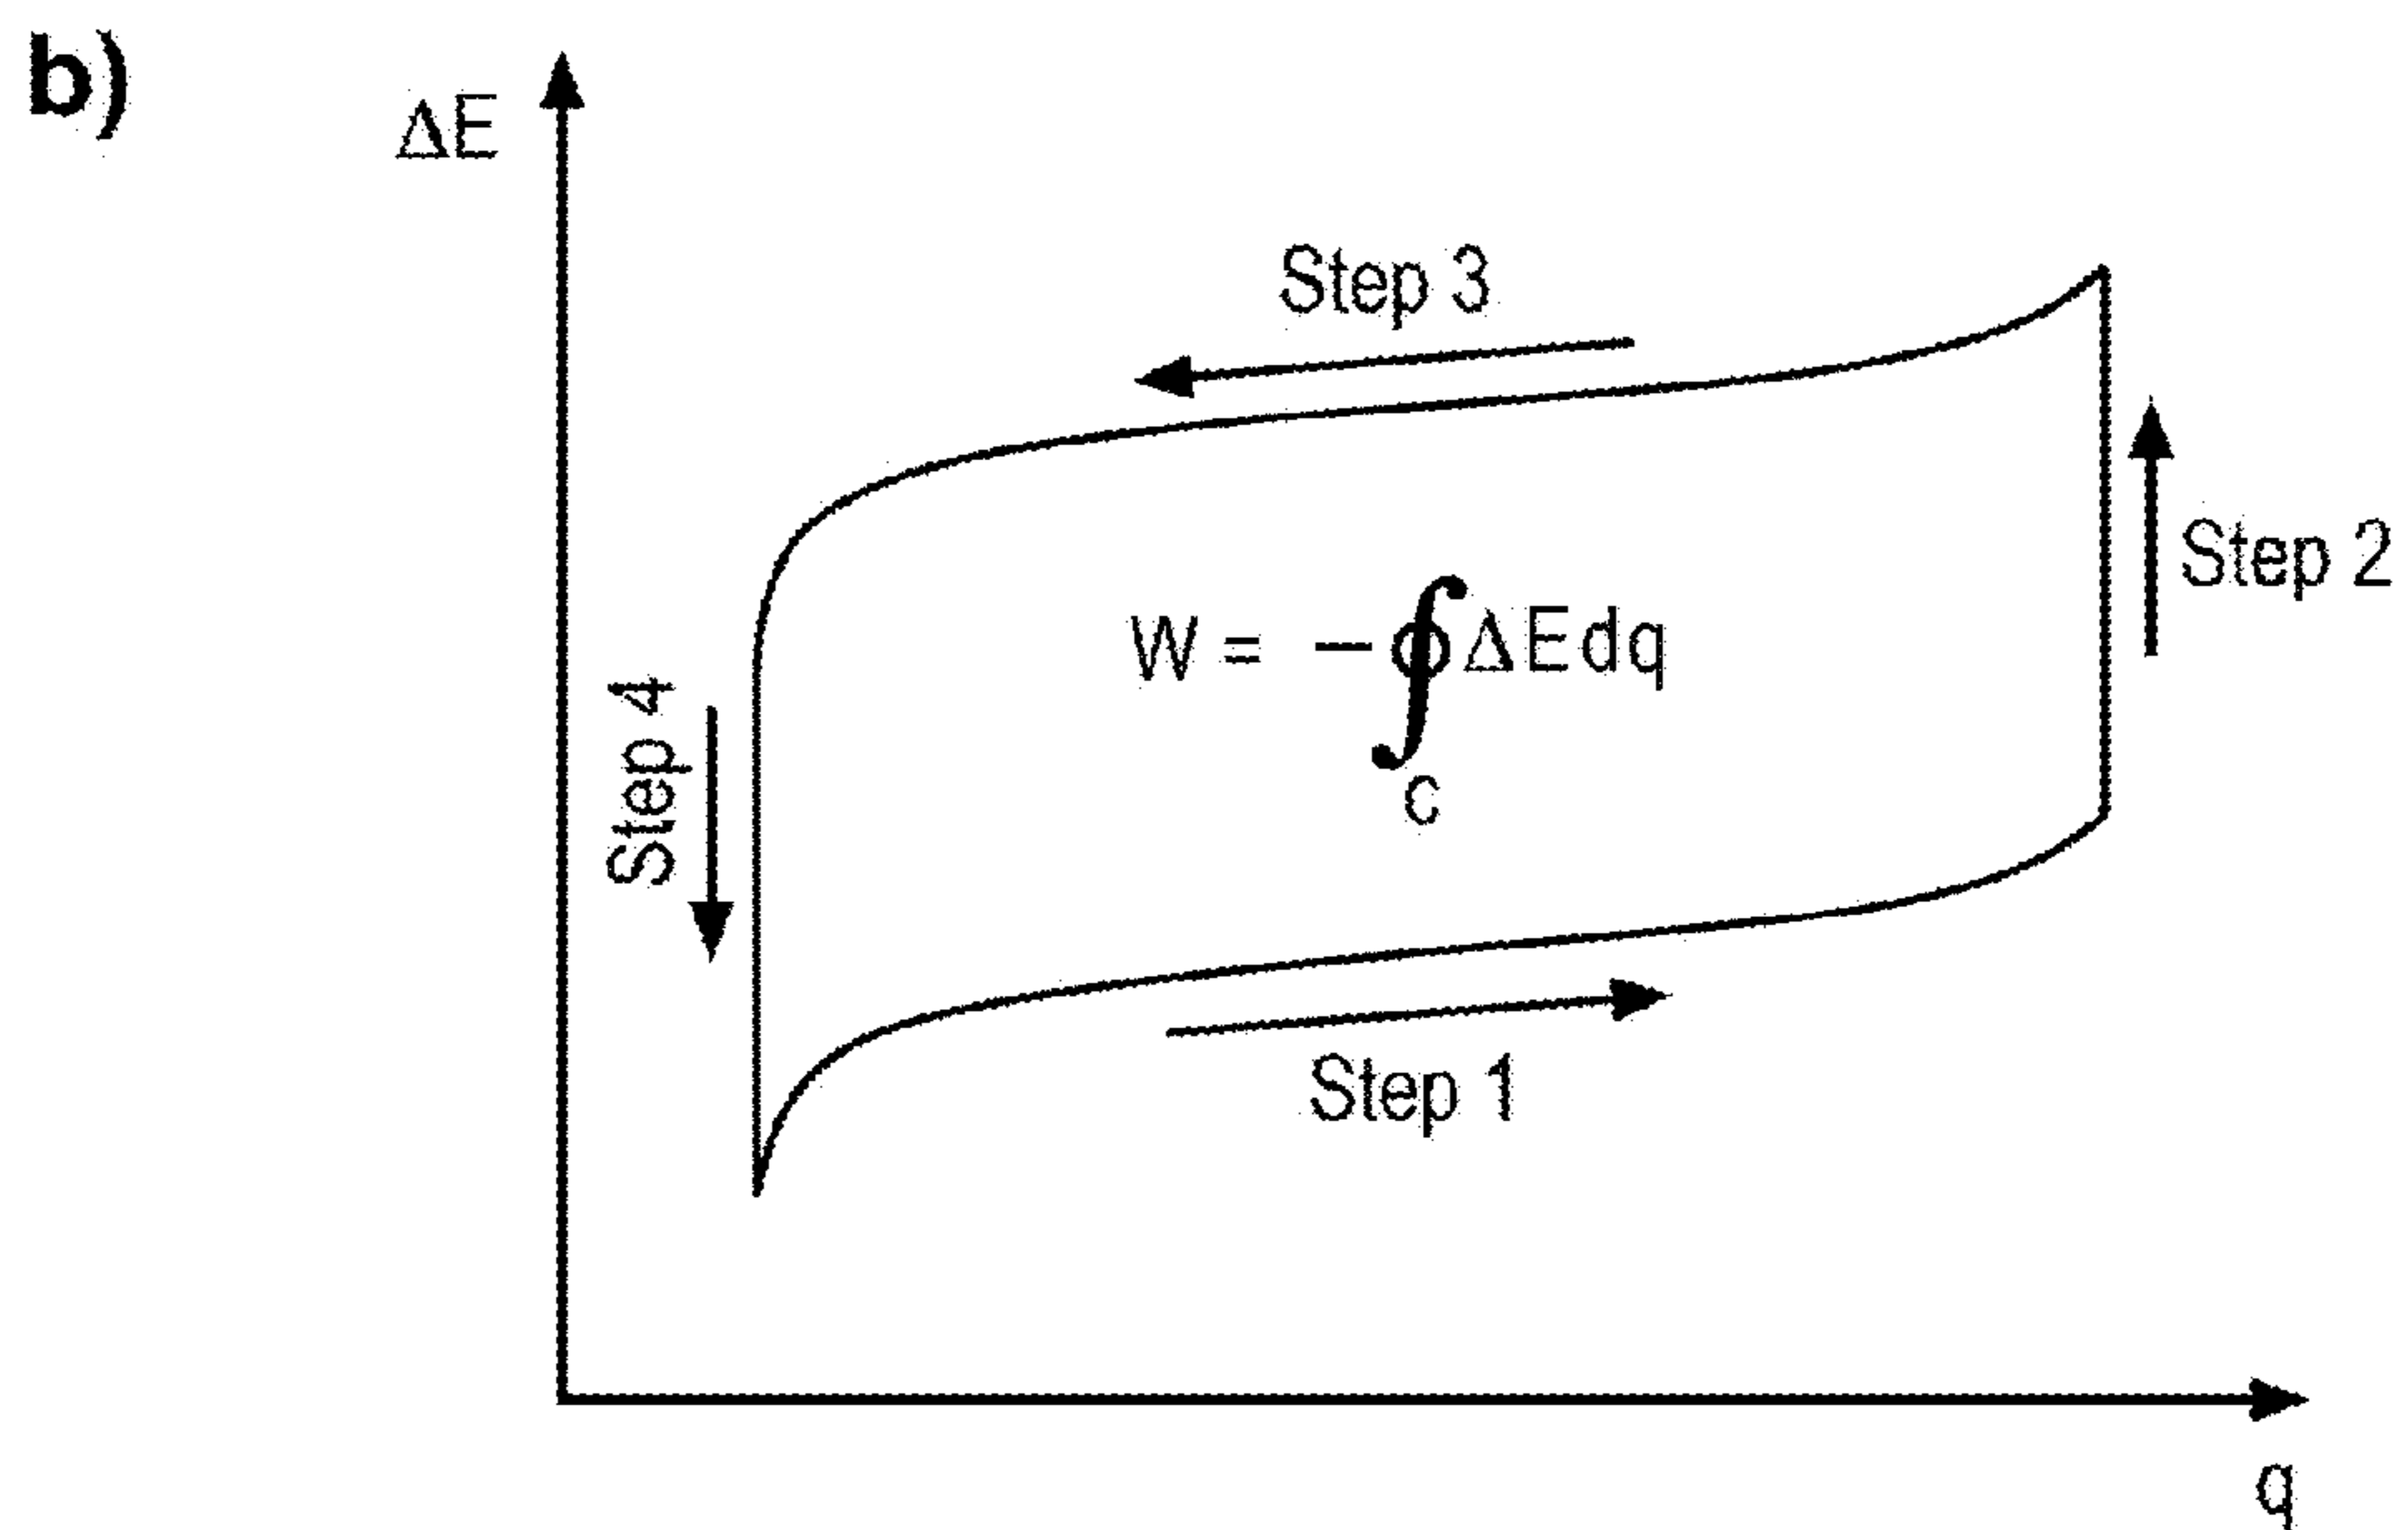 b)
ΔE
Step 3
Step 2
W = −∮ΔEdq
C
Step 4
Step 1
q